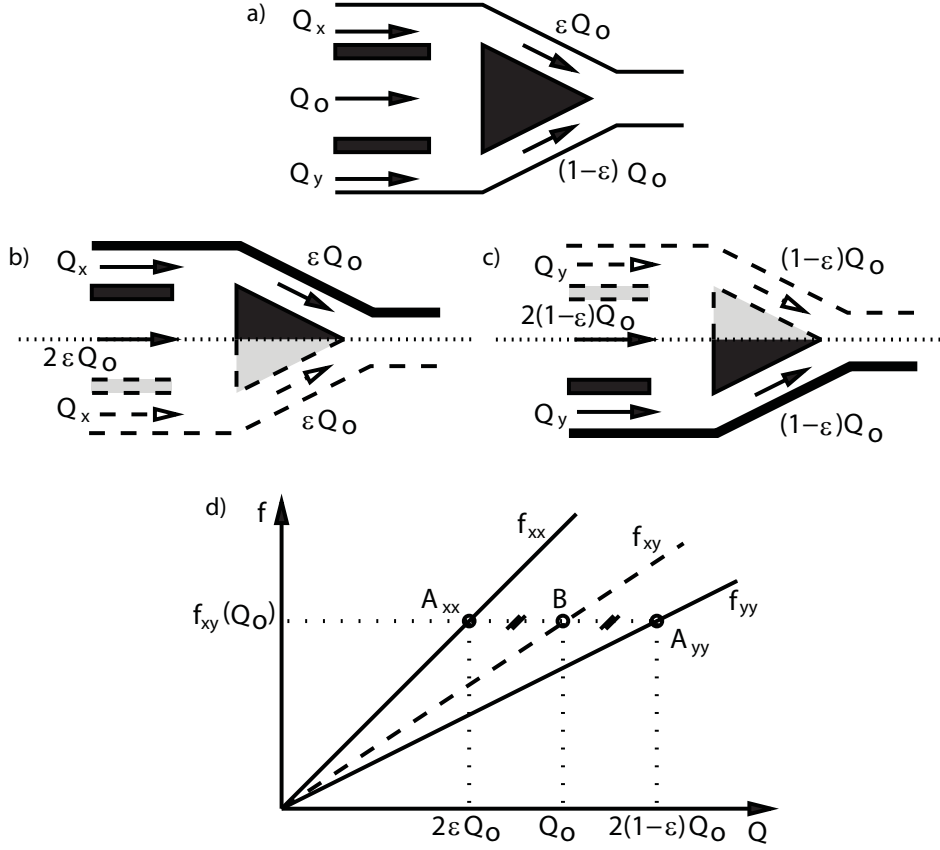 a)
Qx
εQo
Qo
Qy
(1-ε) Qo
b)
Qx
εQo
2εQo
Qx
εQo
c)
Qy
(1-ε)Qo
2(1-ε)Qo
Qy
(1-ε)Qo
d)
f
fxx
fxy
fyy
fxy(Qo)
Axx
B
Ayy
2εQo
Qo
2(1-ε)Qo
Q